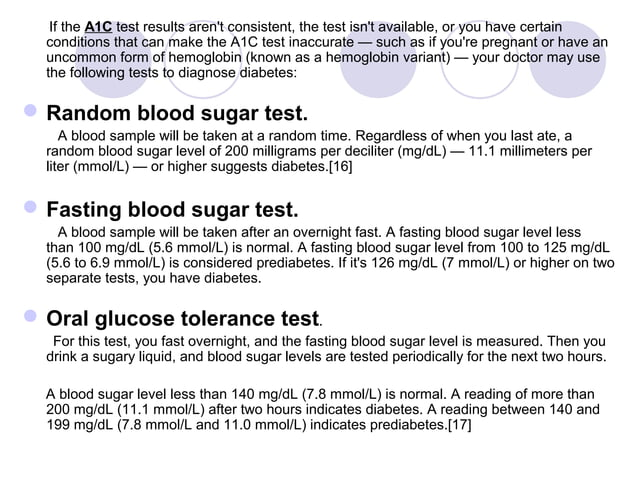 If the A1C test results aren't consistent, the test isn't available, or you have certain
conditions that can make the A1C test inaccurate — such as if you're pregnant or have an
uncommon form of hemoglobin (known as a hemoglobin variant) — your doctor may use
the following tests to diagnose diabetes:
Random blood sugar test.
A blood sample will be taken at a random time. Regardless of when you last ate, a
random blood sugar level of 200 milligrams per deciliter (mg/dL) — 11.1 millimeters per
liter (mmol/L) — or higher suggests diabetes.[16]
Fasting blood sugar test.
A blood sample will be taken after an overnight fast. A fasting blood sugar level less
than 100 mg/dL (5.6 mmol/L) is normal. A fasting blood sugar level from 100 to 125 mg/dL
(5.6 to 6.9 mmol/L) is considered prediabetes. If it's 126 mg/dL (7 mmol/L) or higher on two
separate tests, you have diabetes.
Oral glucose tolerance test.
For this test, you fast overnight, and the fasting blood sugar level is measured. Then you
drink a sugary liquid, and blood sugar levels are tested periodically for the next two hours.
A blood sugar level less than 140 mg/dL (7.8 mmol/L) is normal. A reading of more than
200 mg/dL (11.1 mmol/L) after two hours indicates diabetes. A reading between 140 and
199 mg/dL (7.8 mmol/L and 11.0 mmol/L) indicates prediabetes.[17]